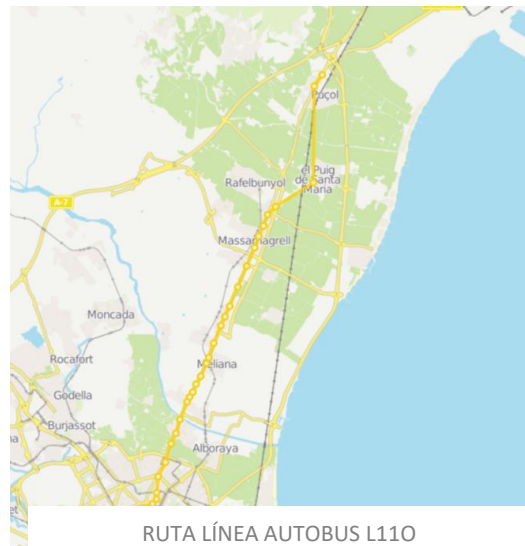 Puçol
el Puig
de Santa
Maria
Rafelbunyol
A-7
Massamagrell
Moncada
Rocafort
Meliana
Godella
Burjassot
Alboraya
RUTA LÍNEA AUTOBUS L11O